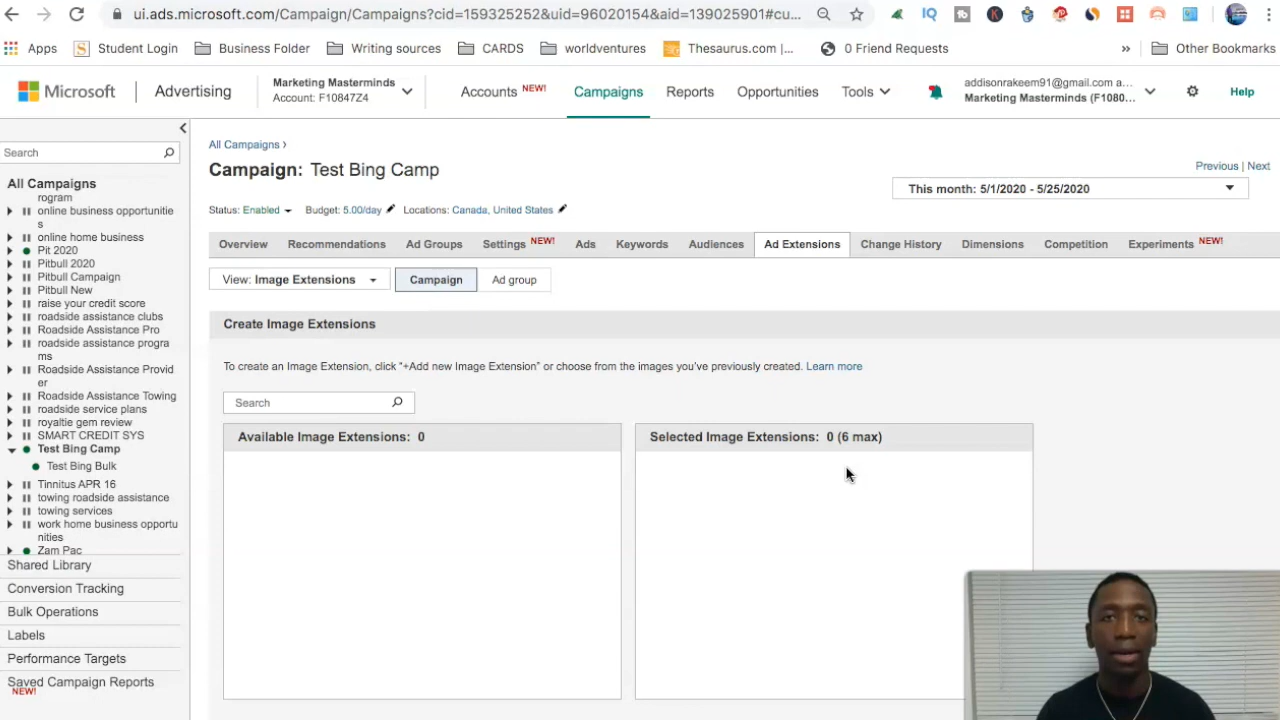 ui.ads.microsoft.com/Campaign/Campaigns?cid=159325252&uid=96020154&aid=139025901#cu...
Apps
Student Login
Business Folder
Writing sources
CARDS
worldventures
Thesaurus.com |...
0 Friend Requests
»
Other Bookmarks
Microsoft
Advertising
Marketing Masterminds
Account: F10847Z4
Accounts NEW!
Campaigns
Reports
Opportunities
Tools
addisonrakeem91@gmail.com a...
Marketing Masterminds (F1080...
Help
Search
All Campaigns
rogram
online business opportunitie
s
online home business
Pit 2020
Pitbull 2020
Pitbull Campaign
Pitbull New
raise your credit score
roadside assistance clubs
Roadside Assistance Pro
roadside assistance progra
ms
Roadside Assistance Provid
er
Roadside Assistance Towing
roadside service plans
royaltie gem review
SMART CREDIT SYS
Test Bing Camp
Test Bing Bulk
Tinnitus APR 16
towing roadside assistance
towing services
work home business opportu
nities
Zam Pac
Shared Library
Conversion Tracking
Bulk Operations
Labels
Performance Targets
Saved Campaign Reports
NEW!
All Campaigns ›
Campaign: Test Bing Camp
Previous | Next
This month: 5/1/2020 - 5/25/2020
Status: Enabled Budget: 5.00/day Locations: Canada, United States
Overview
Recommendations
Ad Groups
Settings NEW!
Ads
Keywords
Audiences
Ad Extensions
Change History
Dimensions
Competition
Experiments NEW!
View: Image Extensions
Campaign
Ad group
Create Image Extensions
To create an Image Extension, click "+Add new Image Extension" or choose from the images you've previously created. Learn more
Search
Available Image Extensions: 0
Selected Image Extensions: 0 (6 max)